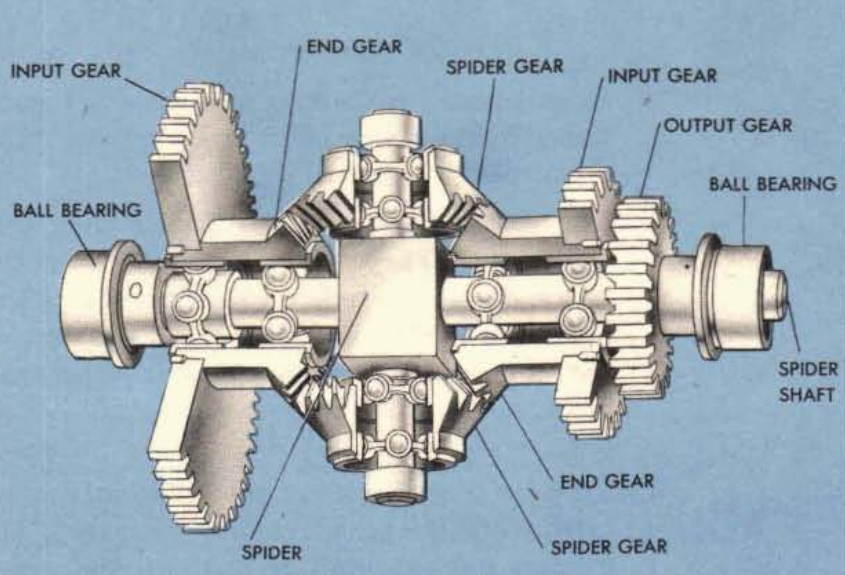 END GEAR
INPUT GEAR
SPIDER GEAR
INPUT GEAR
OUTPUT GEAR
BALL BEARING
BALL BEARING
SPIDER
SHAFT
END GEAR
SPIDER GEAR
SPIDER